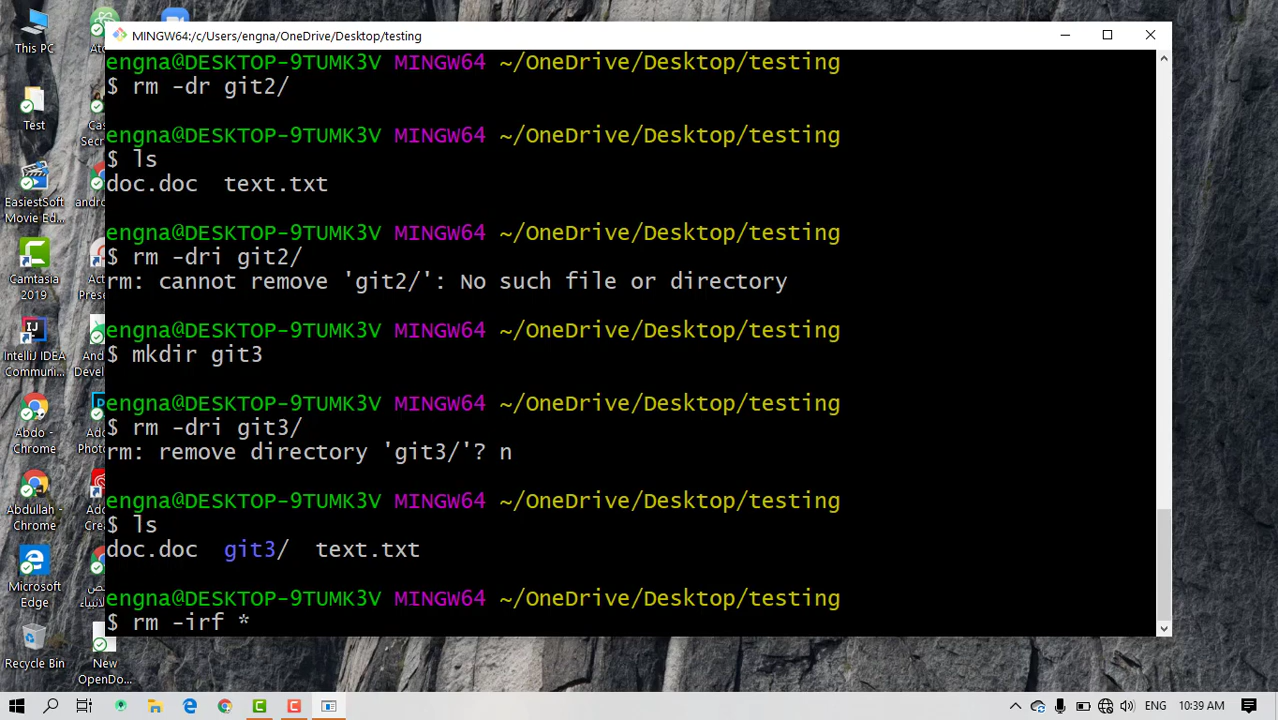 This PC
MINGW64:/c/Users/engna/OneDrive/Desktop/testing
engna@DESKTOP-9TUMK3V MINGW64 ~/OneDrive/Desktop/testing
$ rm -dr git2/
engna@DESKTOP-9TUMK3V MINGW64 ~/OneDrive/Desktop/testing
$ ls
doc.doc text.txt
engna@DESKTOP-9TUMK3V MINGW64 ~/OneDrive/Desktop/testing
$ rm -dri git2/
rm: cannot remove 'git2/': No such file or directory
engna@DESKTOP-9TUMK3V MINGW64 ~/OneDrive/Desktop/testing
$ mkdir git3
engna@DESKTOP-9TUMK3V MINGW64 ~/OneDrive/Desktop/testing
$ rm -dri git3/
rm: remove directory 'git3/'? n
engna@DESKTOP-9TUMK3V MINGW64 ~/OneDrive/Desktop/testing
$ ls
doc.doc git3/ text.txt
engna@DESKTOP-9TUMK3V MINGW64 ~/OneDrive/Desktop/testing
$ rm -irf *
Test
EasiestSoft
Movie Ed...
Camtasia
2019
IntelliJ IDEA
Communi...
Abdo -
Chrome
Abdullah -
Chrome
Microsoft
Edge
Recycle Bin
New
OpenDo...
ENG
10:39 AM